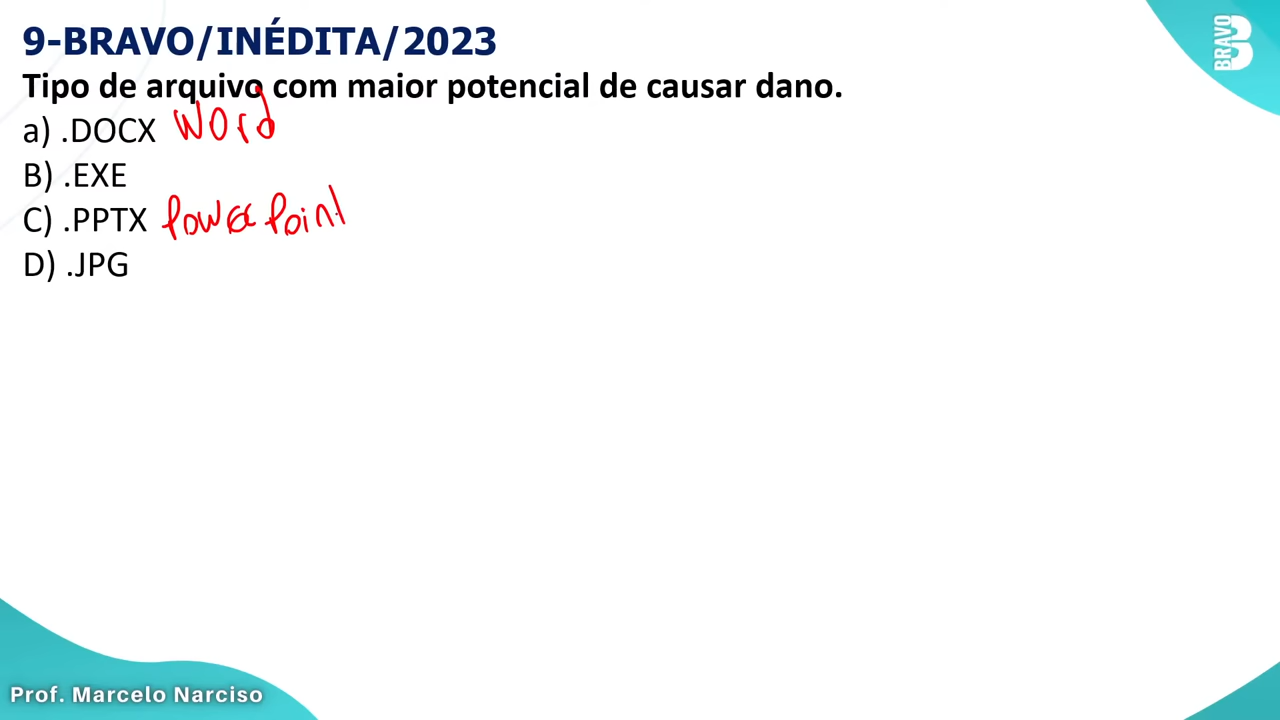 9-BRAVO/INÉDITA/2023
Tipo de arquivo com maior potencial de causar dano.
a) .DOCX Word
B) .EXE
C) .PPTX PowerPoint
D) .JPG
Prof. Marcelo Narciso
BRAVO